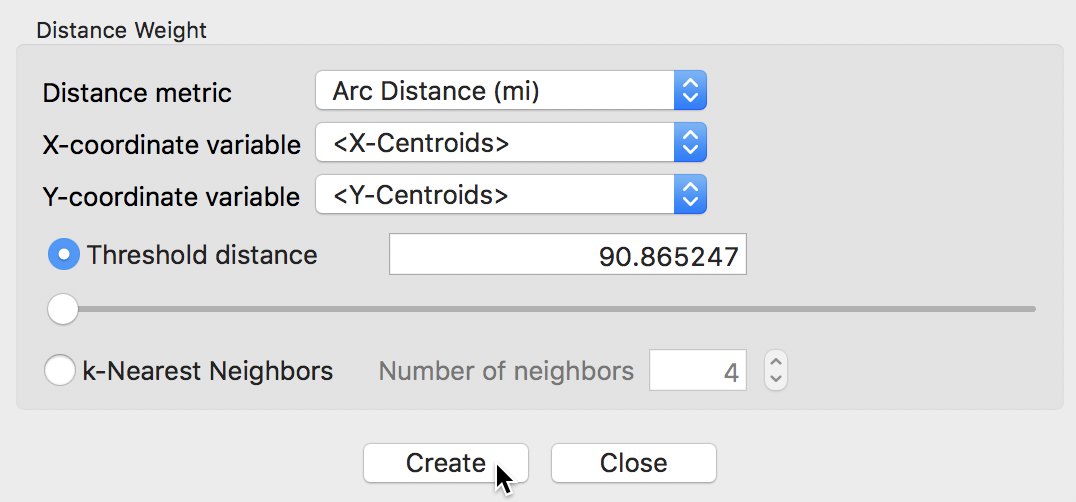 Distance Weight
Distance metric Arc Distance (mi)
X-coordinate variable <X-Centroids>
Y-coordinate variable <Y-Centroids>
Threshold distance 90.865247
k-Nearest Neighbors Number of neighbors 4
Create Close